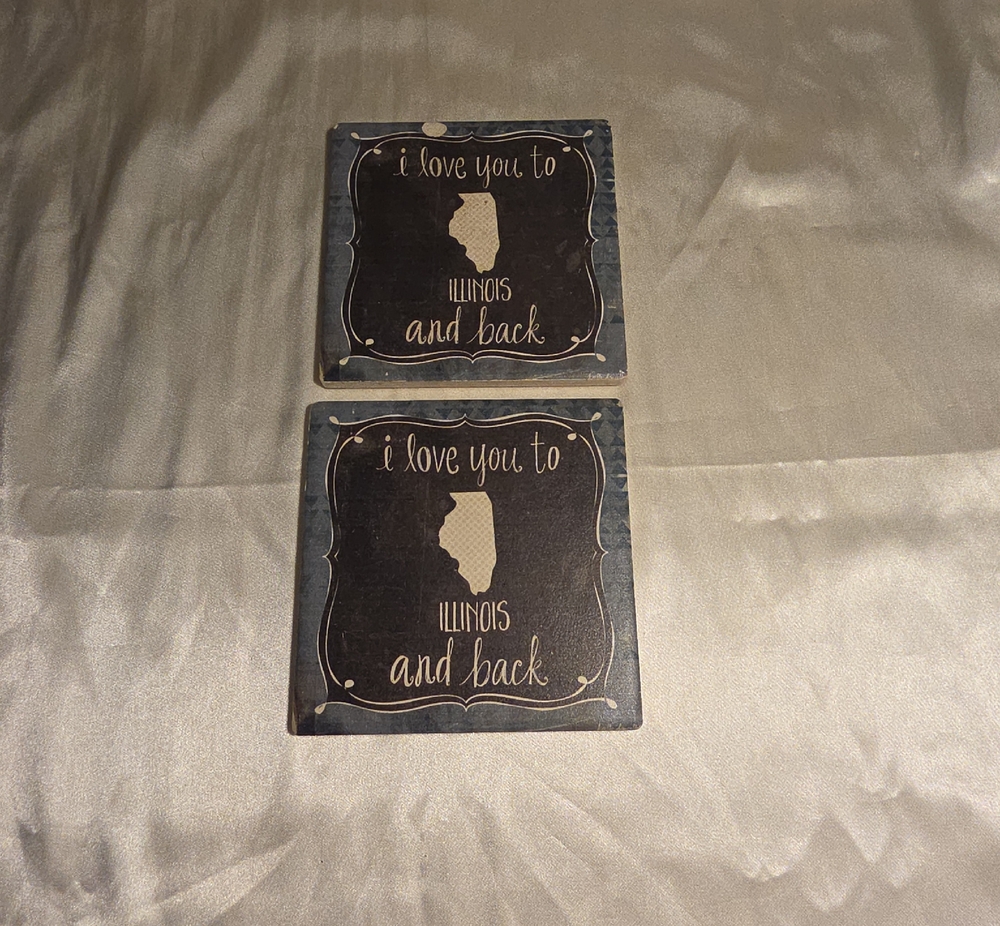 i love you to
ILLINOIS
and back
i love you to
ILLINOIS
and back